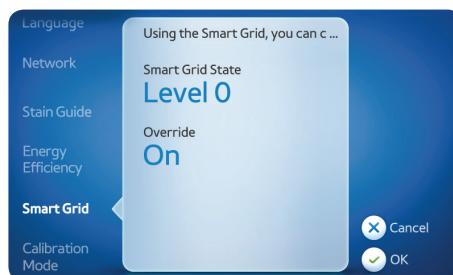 Language
Network
Stain Guide
Energy
Efficiency
Smart Grid
Calibration
Mode
Using the Smart Grid, you can c ...
Smart Grid State
Level 0
Override
On
Cancel
OK